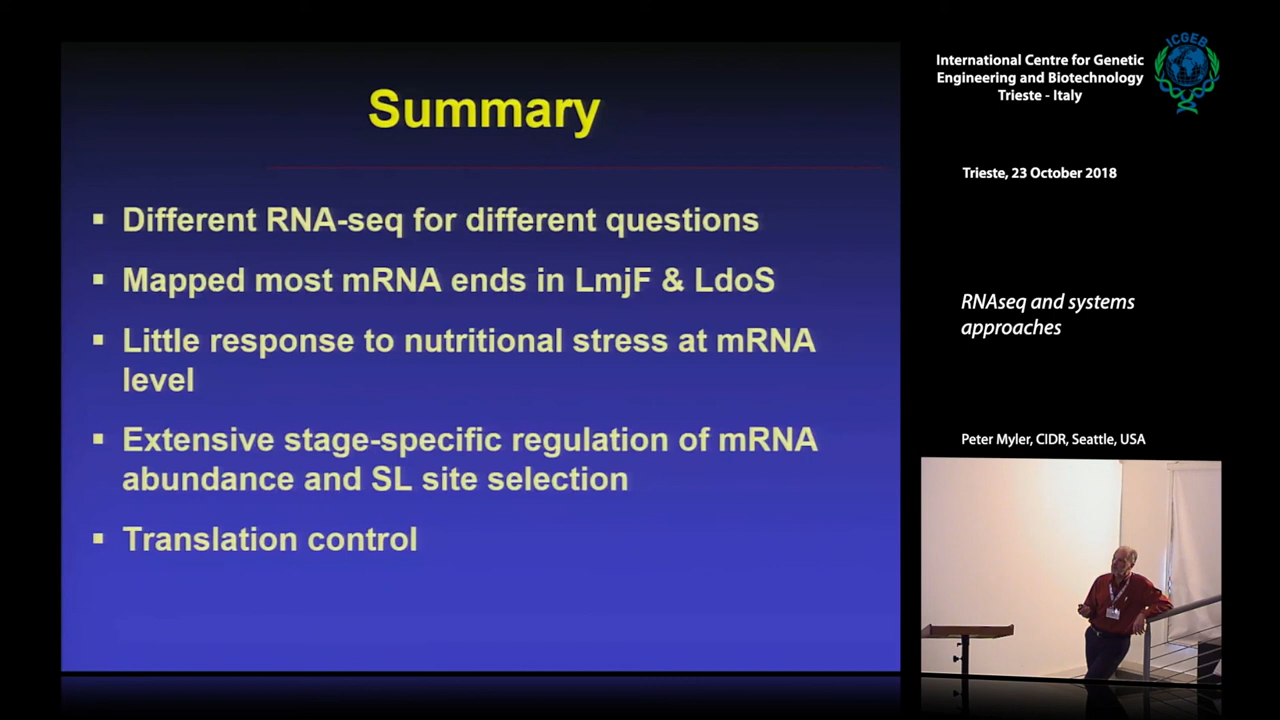 Summary
▪ Different RNA-seq for different questions
▪ Mapped most mRNA ends in LmjF & LdoS
▪ Little response to nutritional stress at mRNA
level
▪ Extensive stage-specific regulation of mRNA
abundance and SL site selection
▪ Translation control
International Centre for Genetic
Engineering and Biotechnology
Trieste - Italy
ICGEB
Trieste, 23 October 2018
RNAseq and systems
approaches
Peter Myler, CIDR, Seattle, USA